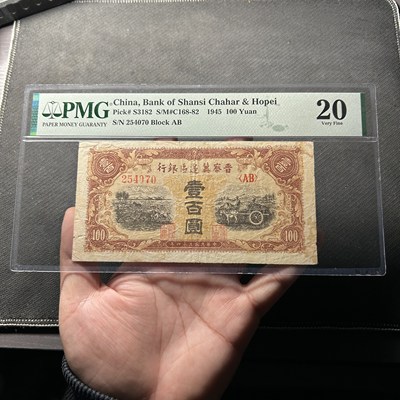 PMG
PAPER MONEY GUARANTY
China, Bank of Shansi Chahar & Hopei
Pick# S3182 S/M#C168-82 1945 100 Yuan
S/N 254070 Block AB
20
Very Fine
行銀區邊冀察晉
254070
(AB)
壹百圓
100
100